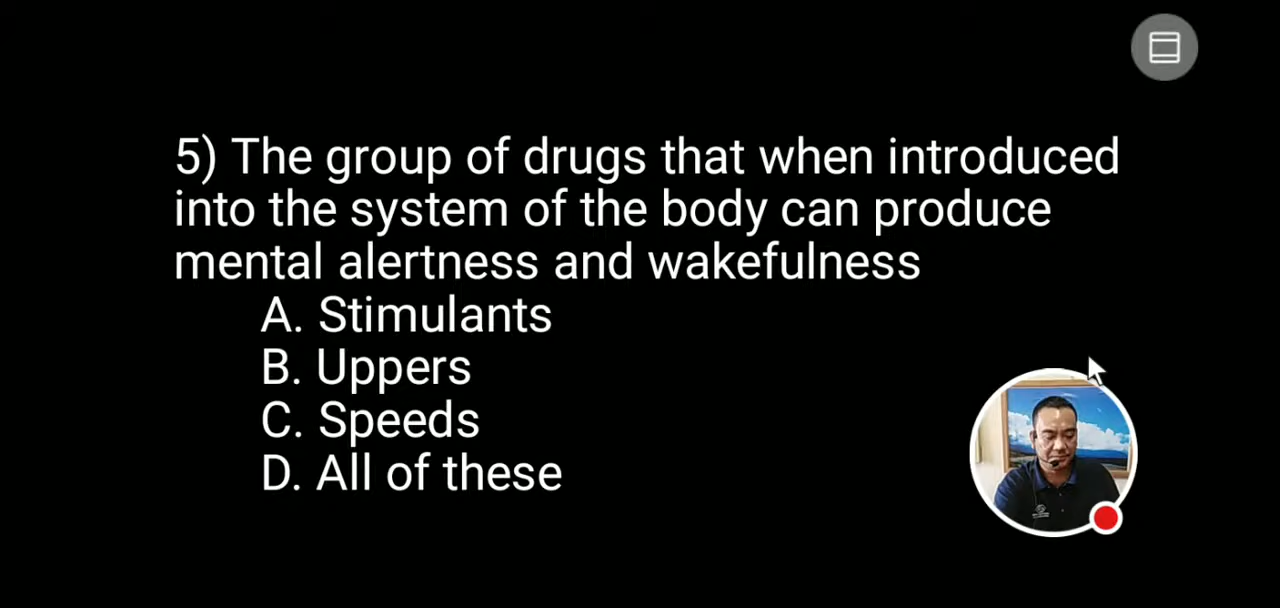 5) The group of drugs that when introduced
into the system of the body can produce
mental alertness and wakefulness
A. Stimulants
B. Uppers
C. Speeds
D. All of these